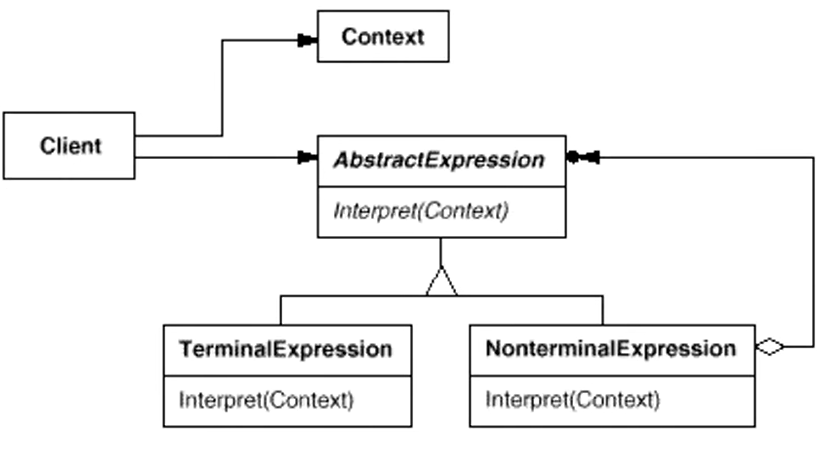 Context
Client
AbstractExpression
Interpret(Context)
TerminalExpression
Interpret(Context)
NonterminalExpression
Interpret(Context)